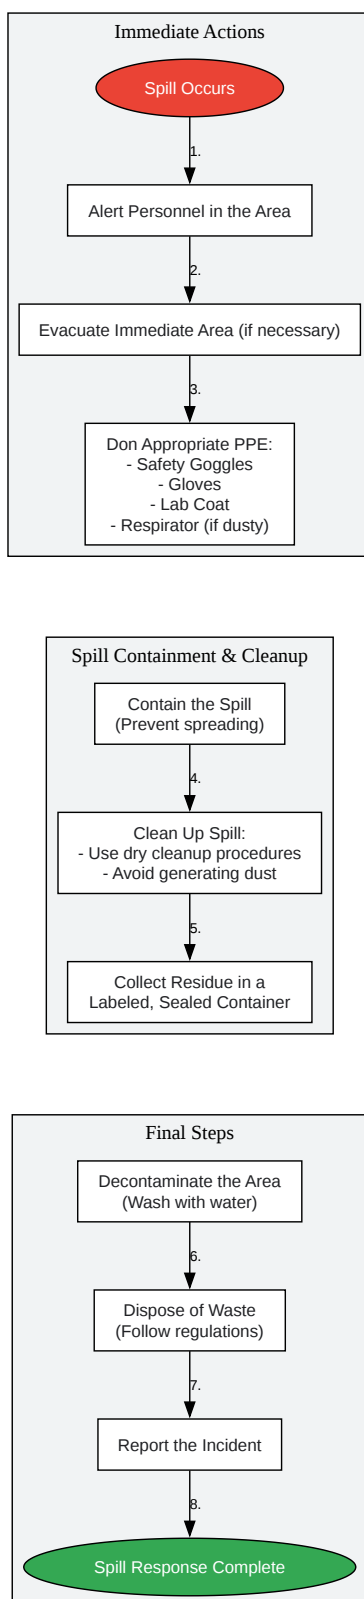 Immediate Actions
Spill Occurs
1.
Alert Personnel in the Area
2.
Evacuate Immediate Area (if necessary)
3.
Don Appropriate PPE:
- Safety Goggles
- Gloves
- Lab Coat
- Respirator (if dusty)
Spill Containment & Cleanup
Contain the Spill
(Prevent spreading)
4.
Clean Up Spill:
- Use dry cleanup procedures
- Avoid generating dust
5.
Collect Residue in a
Labeled, Sealed Container
Final Steps
Decontaminate the Area
(Wash with water)
6.
Dispose of Waste
(Follow regulations)
7.
Report the Incident
8.
Spill Response Complete